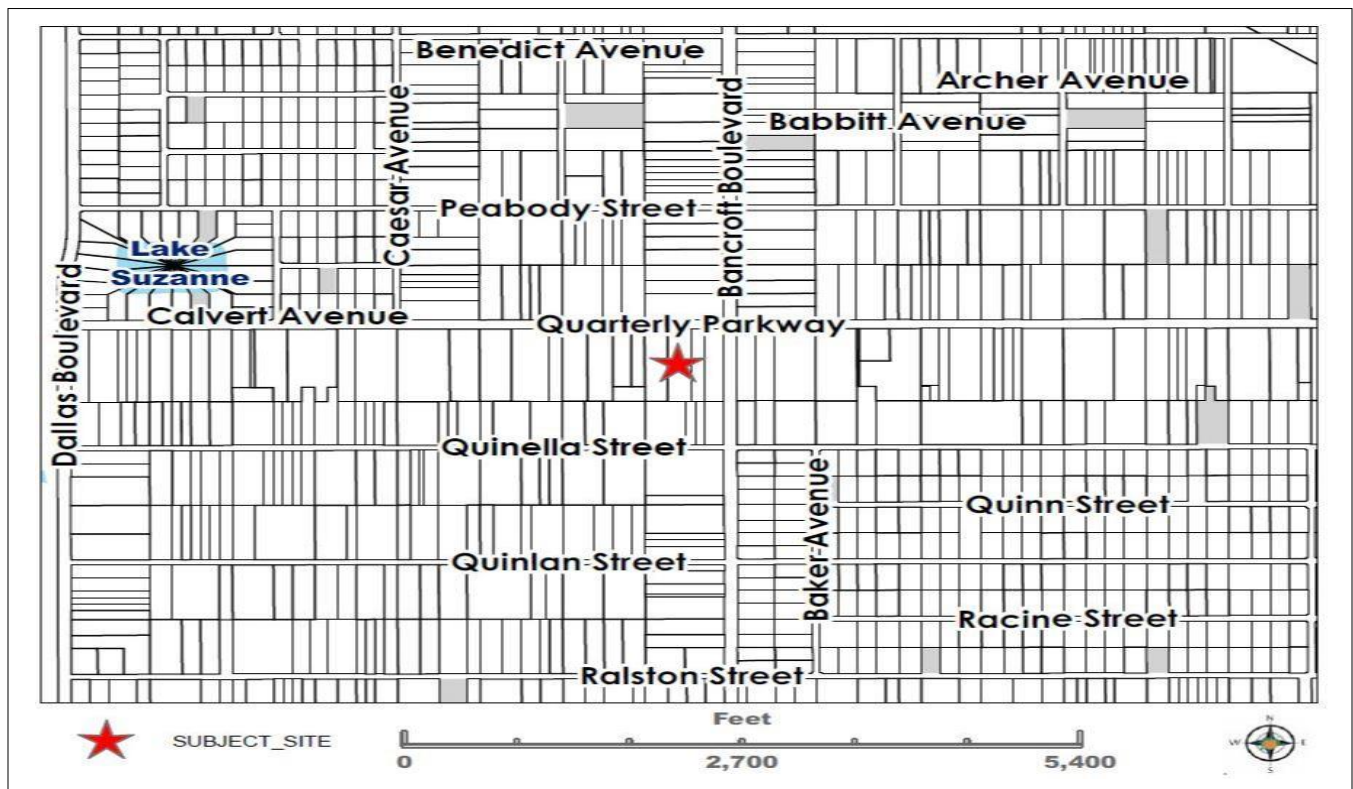 Benedict Avenue
Archer Avenue
Caesar Avenue
Bancroft Boulevard
Babbitt Avenue
Peabody Street
Lake
Suzanne
Dallas Boulevard
Calvert Avenue
Quarterly Parkway
Quinella Street
Baker Avenue
Quinn Street
Quinlan Street
Racine Street
Ralston Street
SUBJECT_SITE
Feet
0
2,700
5,400
N
W
E
S